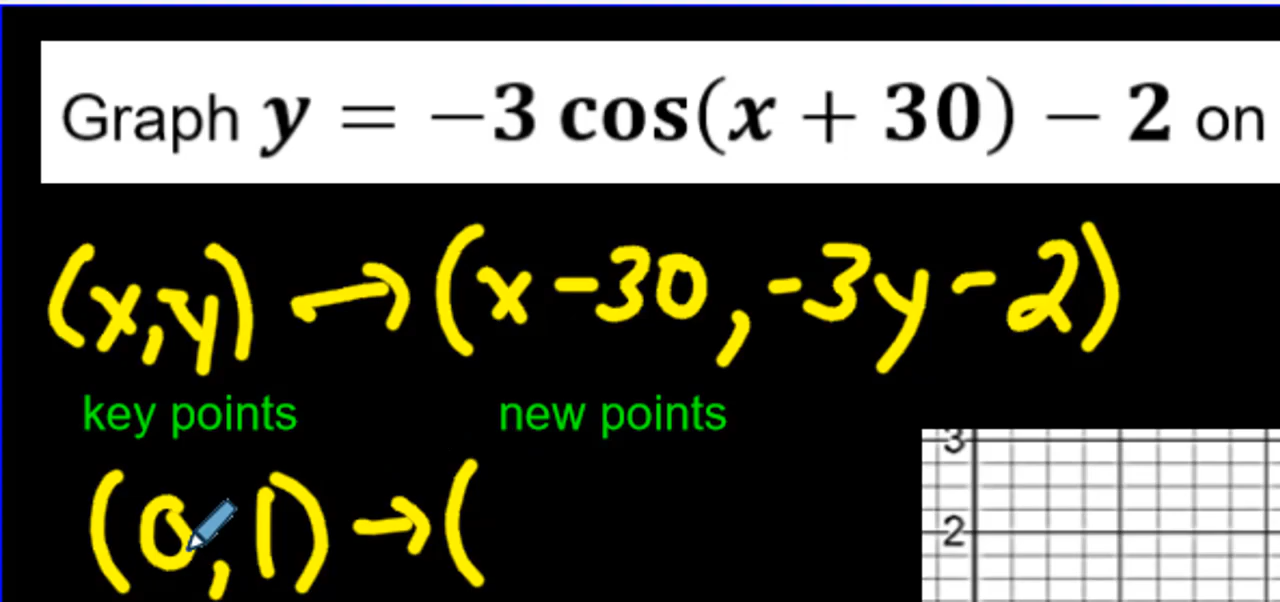 Graph y = −3 cos(x + 30) − 2 on
(x,y) → (x-30, -3y-2)
key points new points
(0,1) → (
3
2